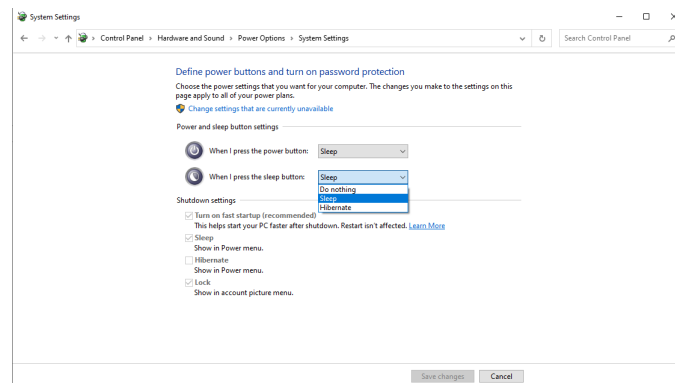 System Settings
Control Panel > Hardware and Sound > Power Options > System Settings
Search Control Panel
Define power buttons and turn on password protection
Choose the power settings that you want for your computer. The changes you make to the settings on this
page apply to all of your power plans.
Change settings that are currently unavailable
Power and sleep button settings
When I press the power button: Sleep
When I press the sleep button: Sleep
Do nothing
Sleep
Hibernate
Shutdown settings
Turn on fast startup (recommended)
This helps start your PC faster after shutdown. Restart isn't affected. Learn More
Sleep
Show in Power menu.
Hibernate
Show in Power menu.
Lock
Show in account picture menu.
Save changes Cancel